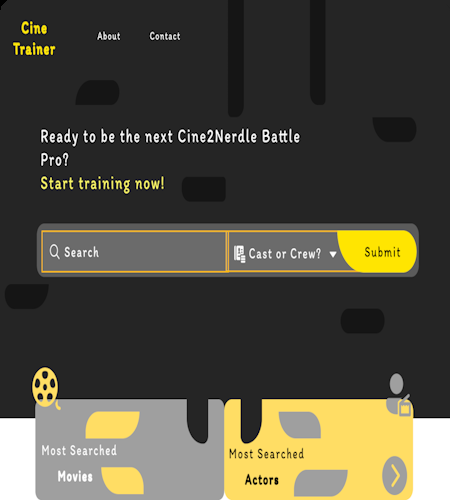 Cine
Trainer
About
Contact
Ready to be the next Cine2Nerdle Battle
Pro?
Start training now!
Search
Cast or Crew?
Submit
Most Searched
Movies
Most Searched
Actors